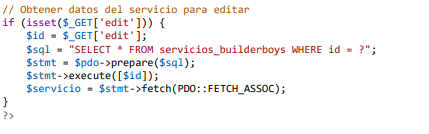 // Obtener datos del servicio para editar
if (isset($_GET['edit'])) {
$id = $_GET['edit'];
$sql = "SELECT * FROM servicios_builderboys WHERE id = ?";
$stmt = $pdo->prepare($sql);
$stmt->execute([$id]);
$servicio = $stmt->fetch(PDO::FETCH_ASSOC);
}
?>